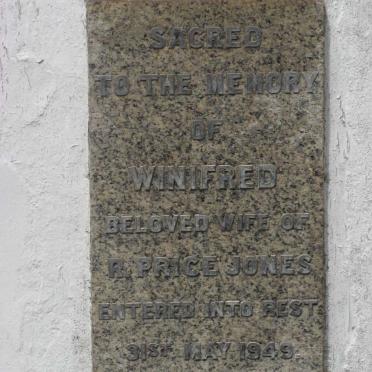 SACRED
TO THE MEMORY
OF
WINIFRED
BELOVED WIFE OF
R. PRICE JONES
ENTERED INTO REST
31ST MAY 1949.